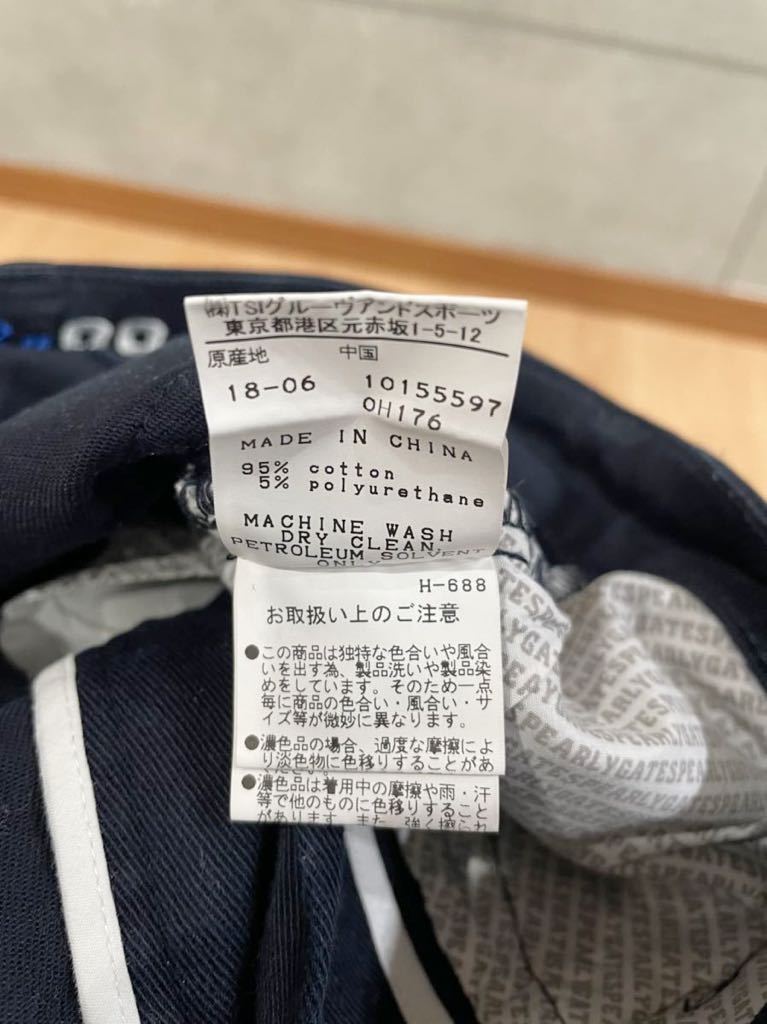 ㈱TSIグルーヴアンドスポーツ
東京都港区元赤坂1-5-12
原産地 中国
18-06 10155597
OH176
MADE IN CHINA
95% cotton
5% polyurethane
MACHINE WASH
DRY CLEAN,
PETROLEUM SOLVENT
ONLY
H-688
お取扱い上のご注意
●この商品は独特な色合いや風合
いを出す為、製品洗いや製品染
めをしています。そのため一点
毎に商品の色合い・風合い・サ
イズ等が微妙に異なります。
●濃色品の場合、過度な摩擦によ
り淡色物に色移りすることがあ
●濃色品は着用中の摩擦や雨・汗
等で他のものに色移りすること
があります。また、強く擦られ
PEARLYGATES